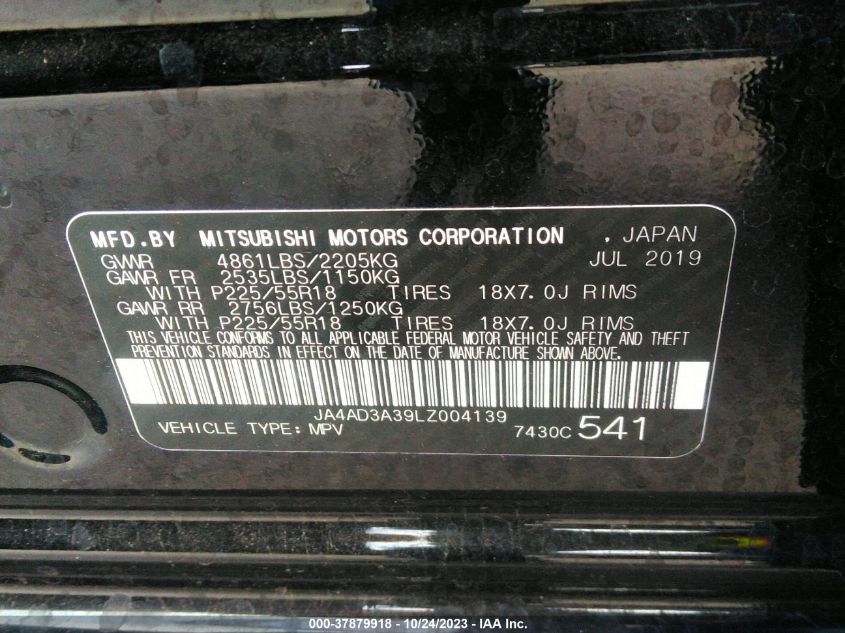 MFD.BY MITSUBISHI MOTORS CORPORATION , JAPAN
GVWR 4861LBS/2205KG JUL 2019
GAWR FR 2535LBS/1150KG
WITH P225/55R18 TIRES 18X7.0J RIMS
GAWR RR 2756LBS/1250KG
WITH P225/55R18 TIRES 18X7.0J RIMS
THIS VEHICLE CONFORMS TO ALL APPLICABLE FEDERAL MOTOR VEHICLE SAFETY AND THEFT
PREVENTION STANDARDS IN EFFECT ON THE DATE OF MANUFACTURE SHOWN ABOVE.
JA4AD3A39LZ004139
VEHICLE TYPE: MPV 7430C 541
000-37879918 - 10/24/2023 - IAA Inc.